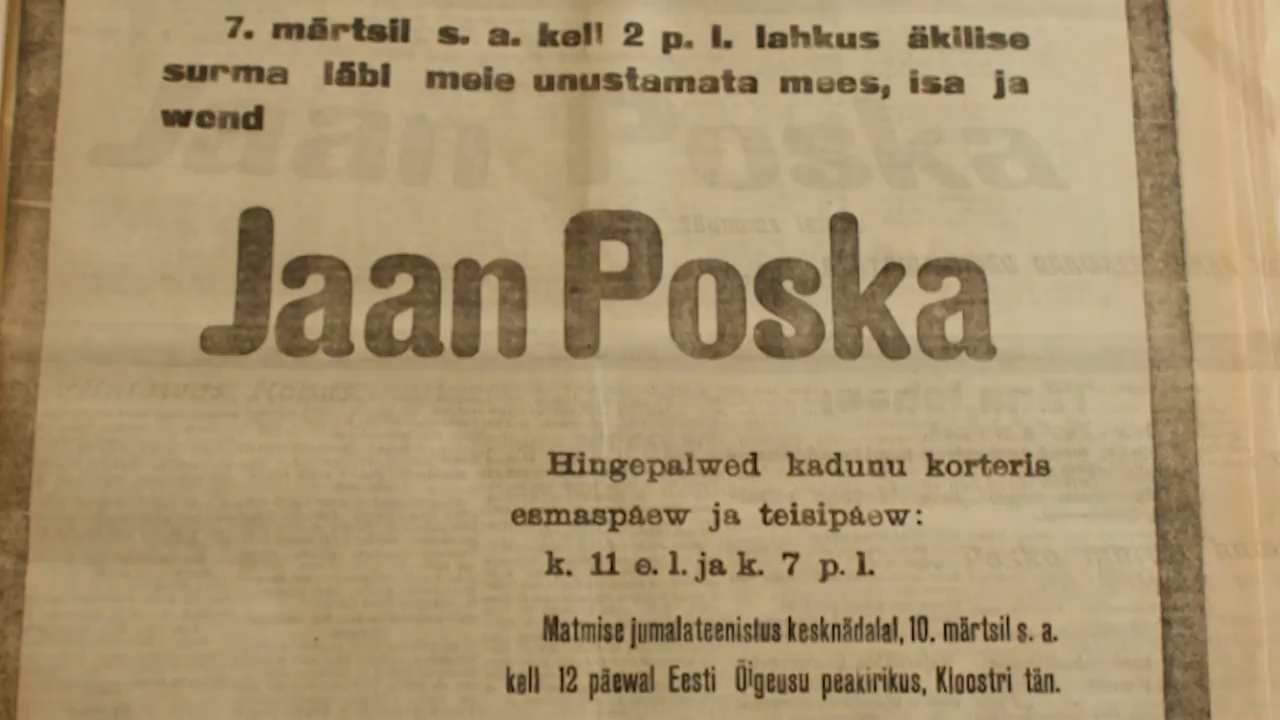 7. märtsil s. a. kell 2 p. l. lahkus äkilise
surma läbi meie unustamata mees, isa ja
wend
Jaan Poska
Hingepalwed kadunu korteris
esmaspäew ja teisipäew:
k. 11 e. l. ja k. 7 p. l.
Matmise jumalateenistus kesknädalal, 10. märtsil s. a.
kell 12 päewal Eesti Õigeusu peakirikus, Kloostri tän.